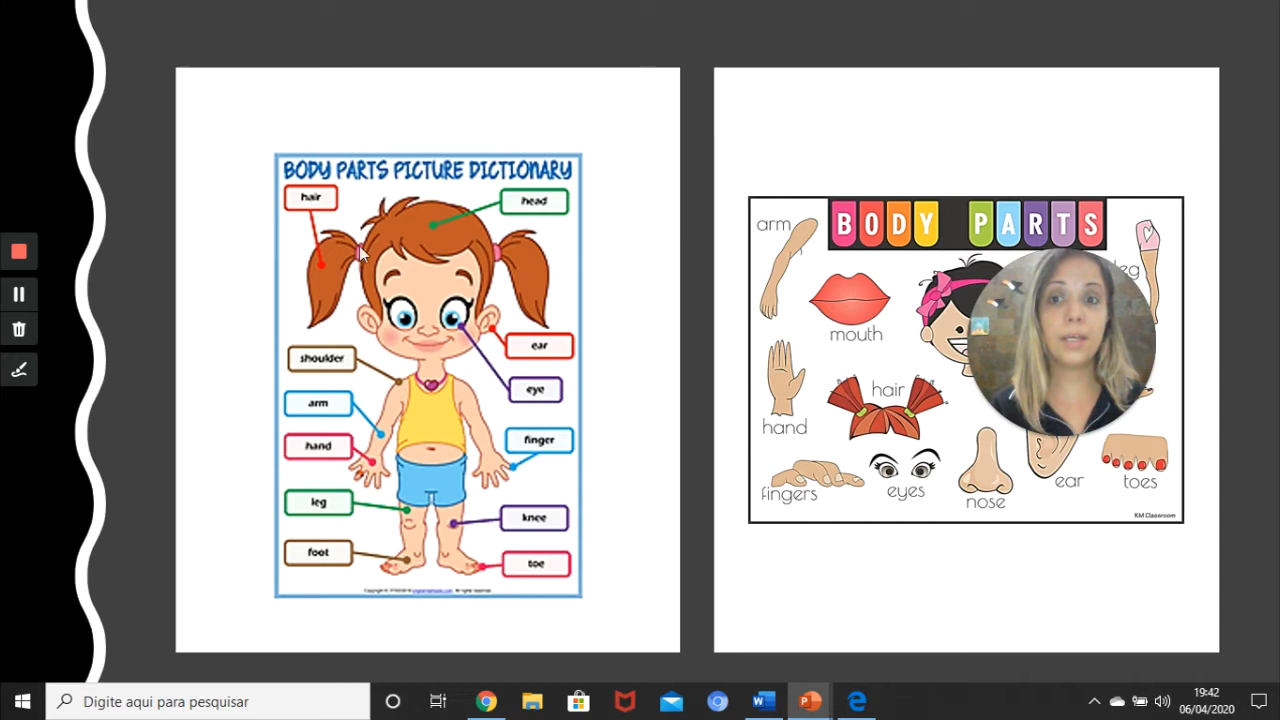 BODY PARTS PICTURE DICTIONARY
hair
head
ear
shoulder
eye
arm
hand
finger
leg
knee
foot
toe
BODY PARTS
arm
leg
mouth
hand
hair
fingers
eyes
nose
ear
toes
KM Classroom
Digite aqui para pesquisar
19:42
06/04/2020